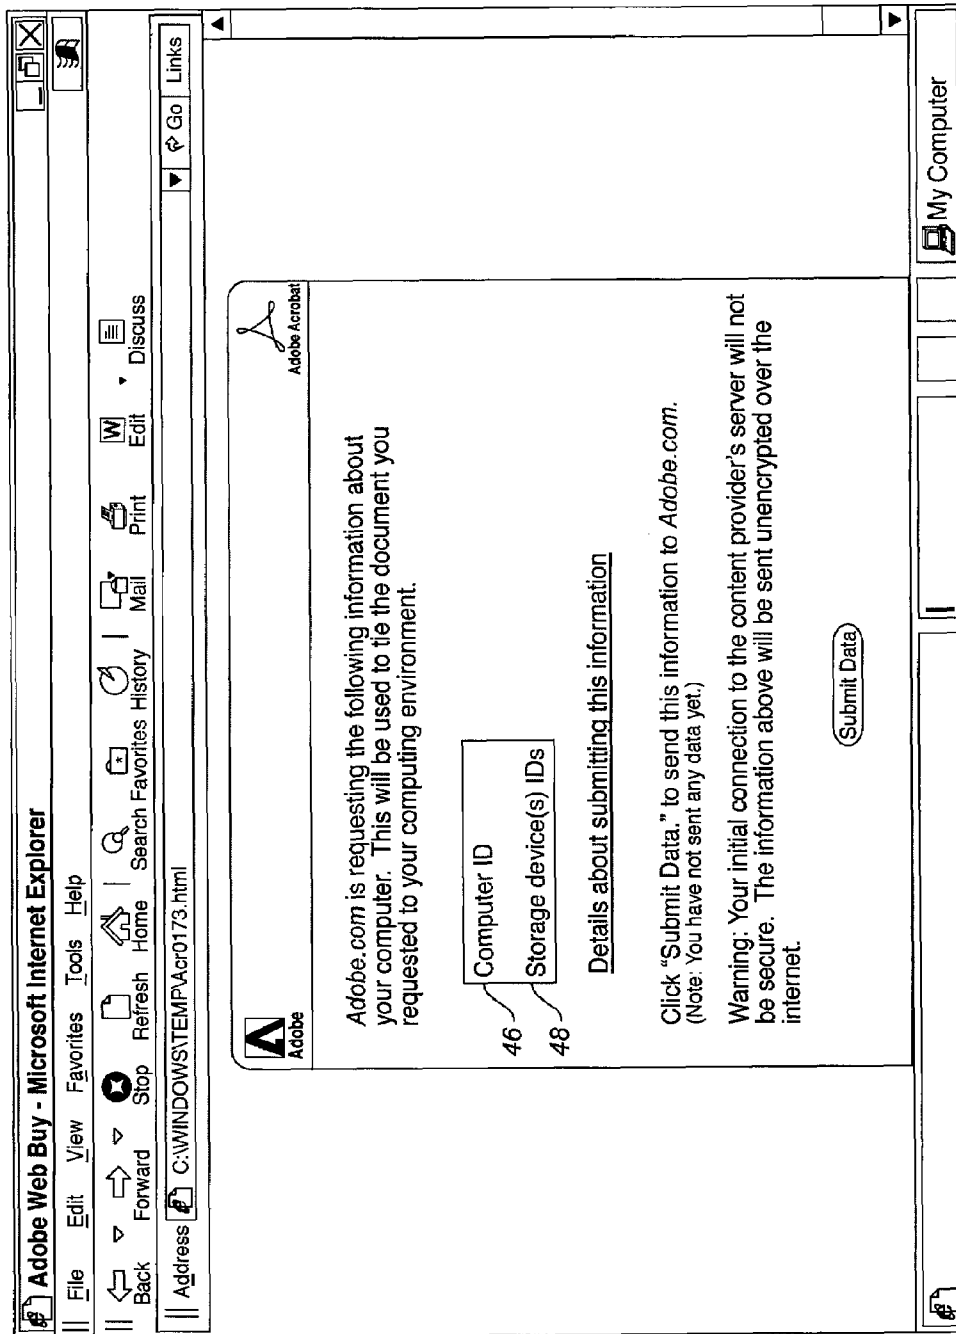 Adobe Web Buy - Microsoft Internet Explorer
File Edit View Favorites Tools Help
Back Forward Stop Refresh Home Search Favorites History Mail Print Edit Discuss
Address C:\WINDOWS\TEMP\Acr0173.html Go Links
Adobe
Adobe Acrobat
Adobe.com is requesting the following information about
your computer. This will be used to tie the document you
requested to your computing environment.
46 Computer ID
48 Storage device(s) IDs
Details about submitting this information
Click "Submit Data." to send this information to Adobe.com.
(Note: You have not sent any data yet.)
Warning: Your initial connection to the content provider's server will not
be secure. The information above will be sent unencrypted over the
internet.
Submit Data
My Computer